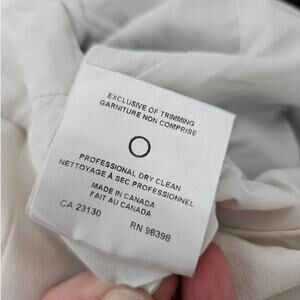 EXCLUSIVE OF TRIMMING
GARNITURE NON COMPRISE
PROFESSIONAL DRY CLEAN
NETTOYAGE À SEC PROFESSIONNEL
MADE IN CANADA
FAIT AU CANADA
CA 23130 RN 98398